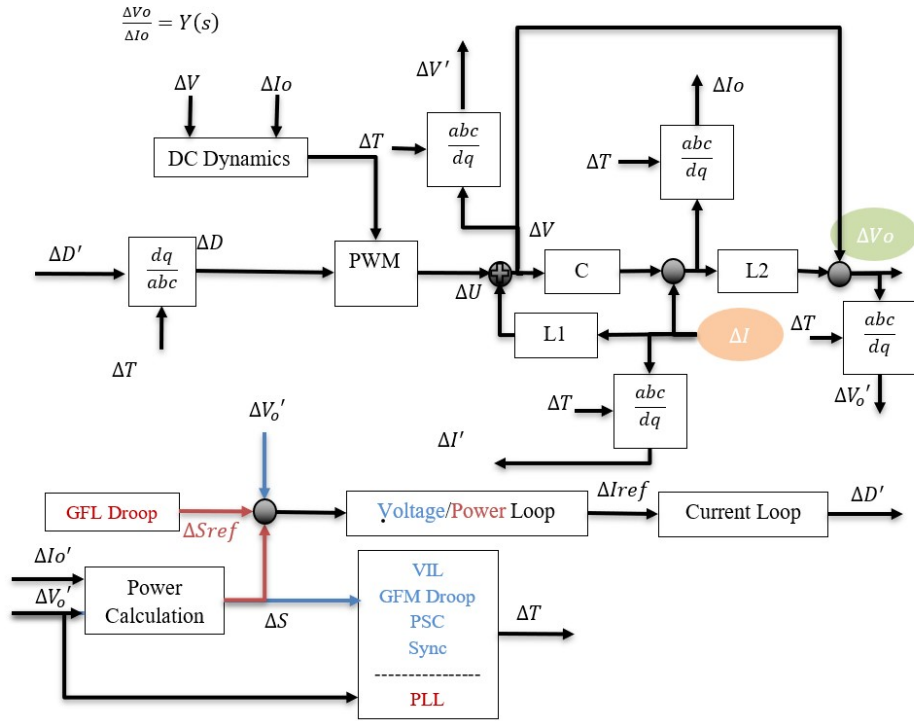 ΔVo/ΔIo = Y(s)
ΔV
ΔIo
DC Dynamics
ΔV'
ΔT
abc
dq
ΔIo
ΔT
abc
dq
ΔD'
dq
abc
ΔD
ΔT
PWM
ΔU
ΔV
C
L2
ΔVo
L1
ΔI
ΔT
abc
dq
ΔVo'
ΔT
abc
dq
ΔI'
ΔVo'
GFL Droop
ΔSref
Voltage/Power Loop
ΔIref
Current Loop
ΔD'
ΔIo'
ΔVo'
Power
Calculation
ΔS
VIL
GFM Droop
PSC
Sync
--------------
PLL
ΔT